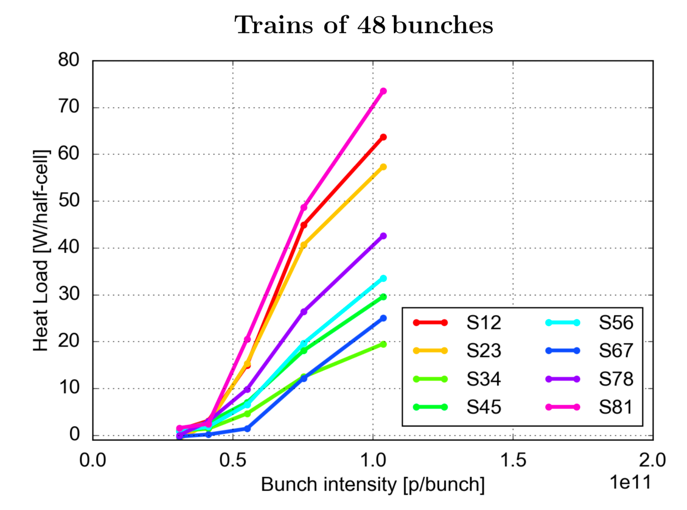 Trains of 48 bunches
80
70
60
50
40
30
20
10
0
Heat Load [W/half-cell]
S12 S56
S23 S67
S34 S78
S45 S81
0.0 0.5 1.0 1.5 2.0
1e11
Bunch intensity [p/bunch]